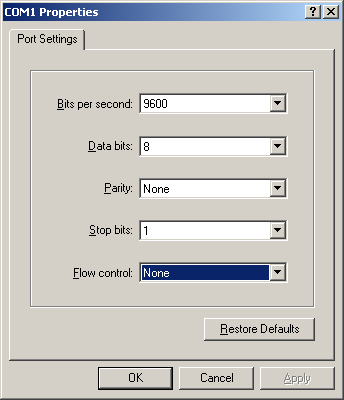 COM1 Properties
Port Settings
Bits per second: 9600
Data bits: 8
Parity: None
Stop bits: 1
Flow control: None
Restore Defaults
OK Cancel Apply